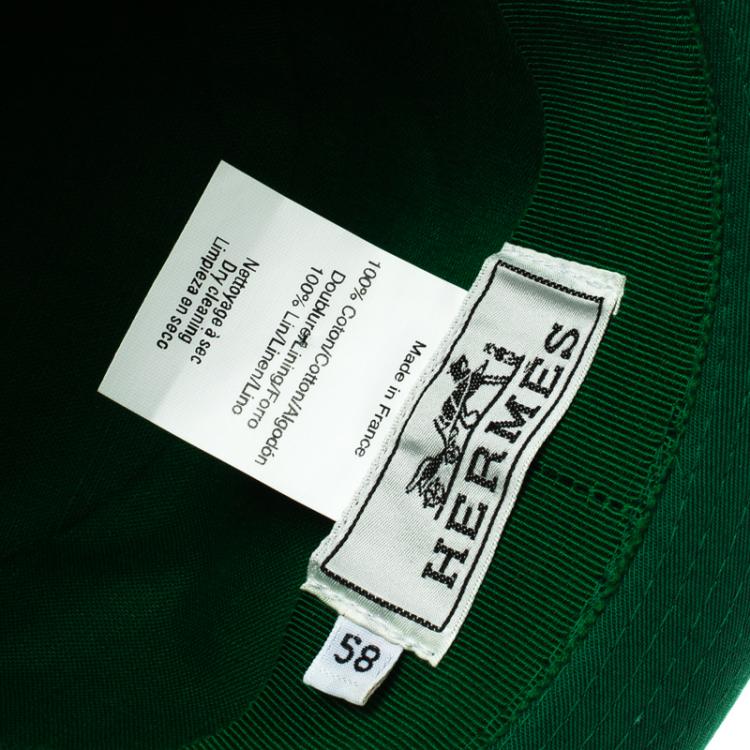 HERMES
58
Made in France
100% Coton/Cotton/Algodón
Doublure/Lining/Forro
100% Lin/Linen/Lino
Nettoyage à sec
Dry cleaning
Limpieza en seco